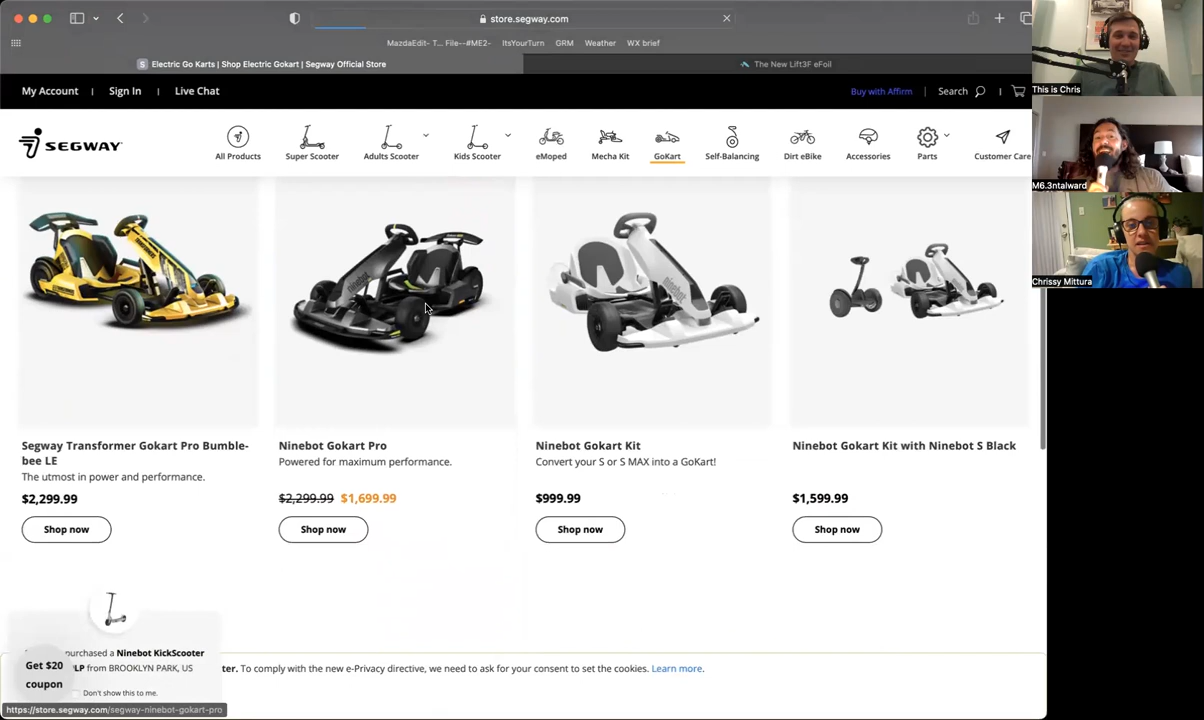 store.segway.com
MazdaEdit- T... File--#ME2-
ItsYourTurn
GRM
Weather
WX brief
S Electric Go Karts | Shop Electric Gokart | Segway Official Store
The New Lift3F eFoil
My Account | Sign In | Live Chat
Buy with Affirm
Search
SEGWAY
All Products
Super Scooter
Adults Scooter
Kids Scooter
eMoped
Mecha Kit
GoKart
Self-Balancing
Dirt eBike
Accessories
Parts
Customer Care
This is Chris
M6.3ntalward
Chrissy Mittura
ninebot
Segway Transformer Gokart Pro Bumble-
bee LE
The utmost in power and performance.
$2,299.99
Shop now
Ninebot Gokart Pro
Powered for maximum performance.
$2,299.99 $1,699.99
Shop now
Ninebot Gokart Kit
Convert your S or S MAX into a GoKart!
$999.99
Shop now
Ninebot Gokart Kit with Ninebot S Black
$1,599.99
Shop now
purchased a Ninebot KickScooter
LP from BROOKLYN PARK, US
Don't show this to me.
Get $20
coupon
ter. To comply with the new e-Privacy directive, we need to ask for your consent to set the cookies. Learn more.
https://store.segway.com/segway-ninebot-gokart-pro